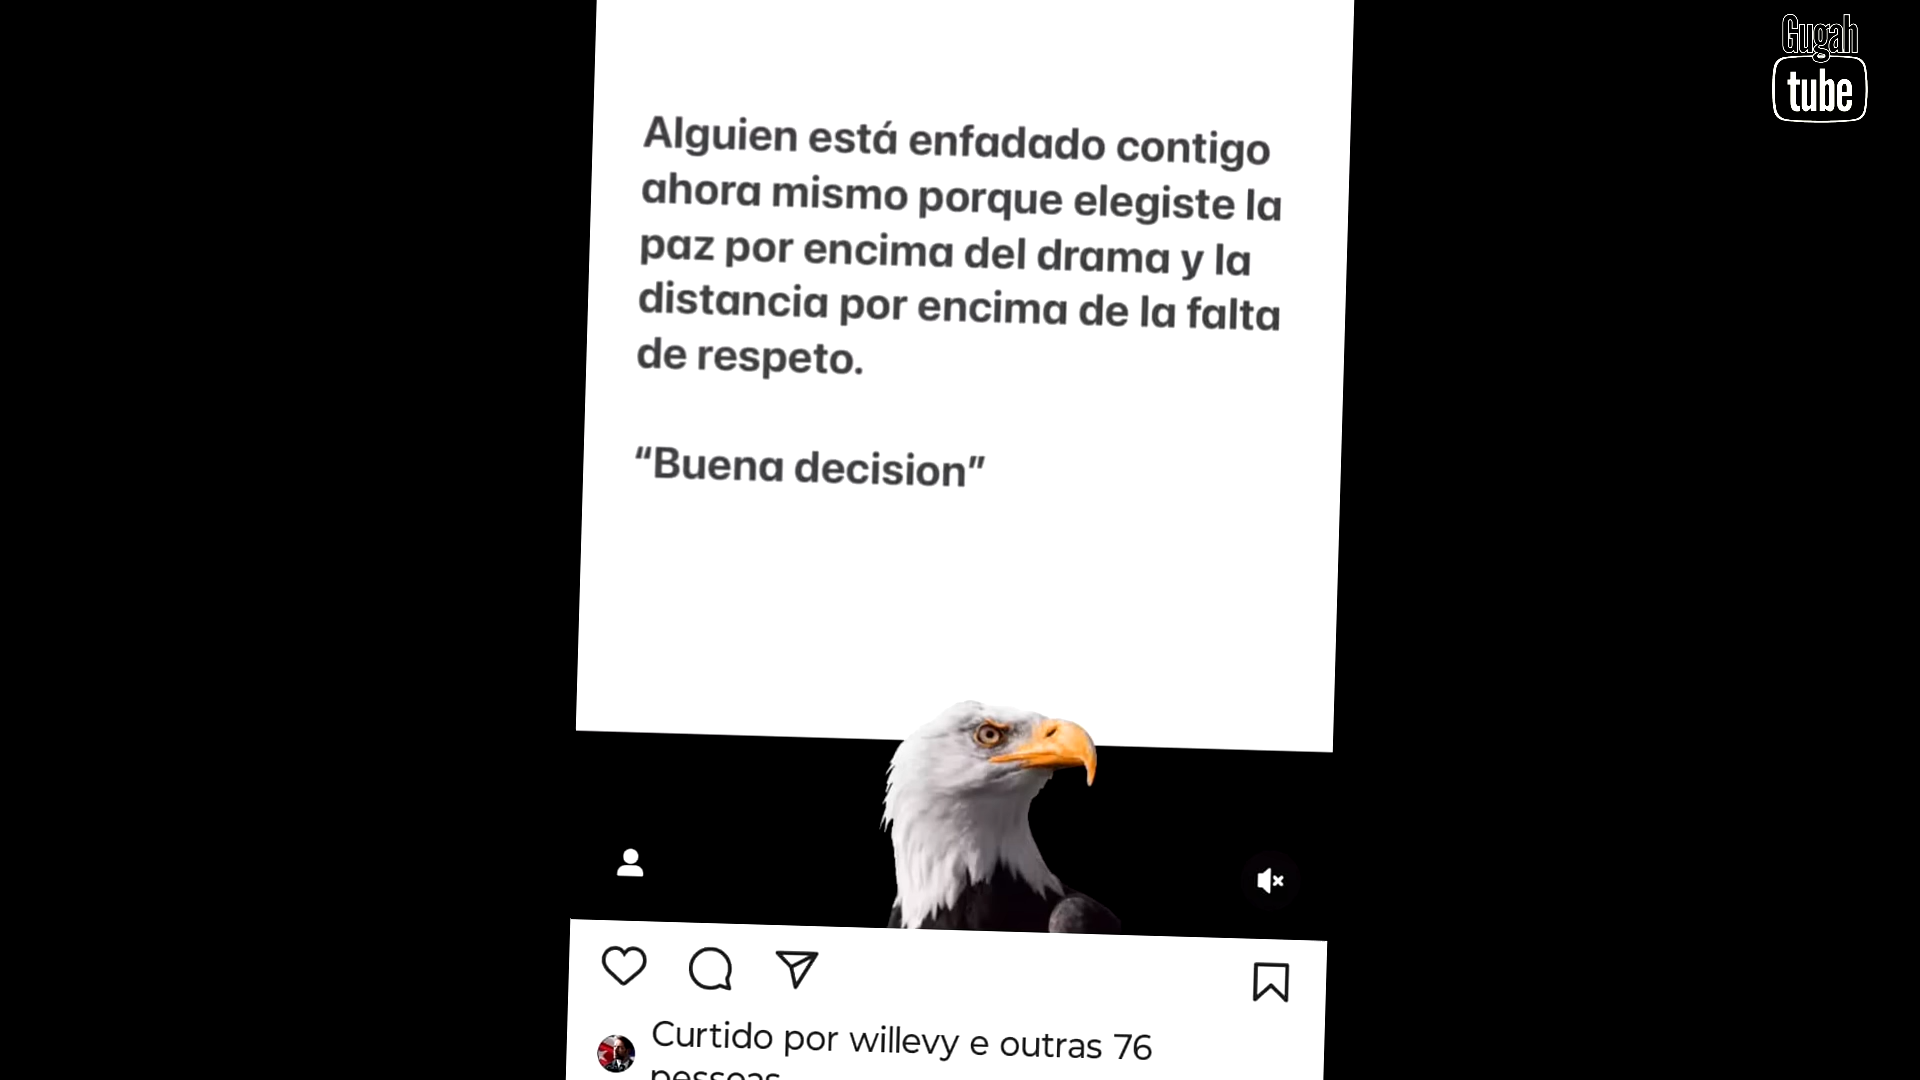 Gugah
tube
Alguien está enfadado contigo
ahora mismo porque elegiste la
paz por encima del drama y la
distancia por encima de la falta
de respeto.
“Buena decision”
Curtido por willevy e outras 76
pessoas